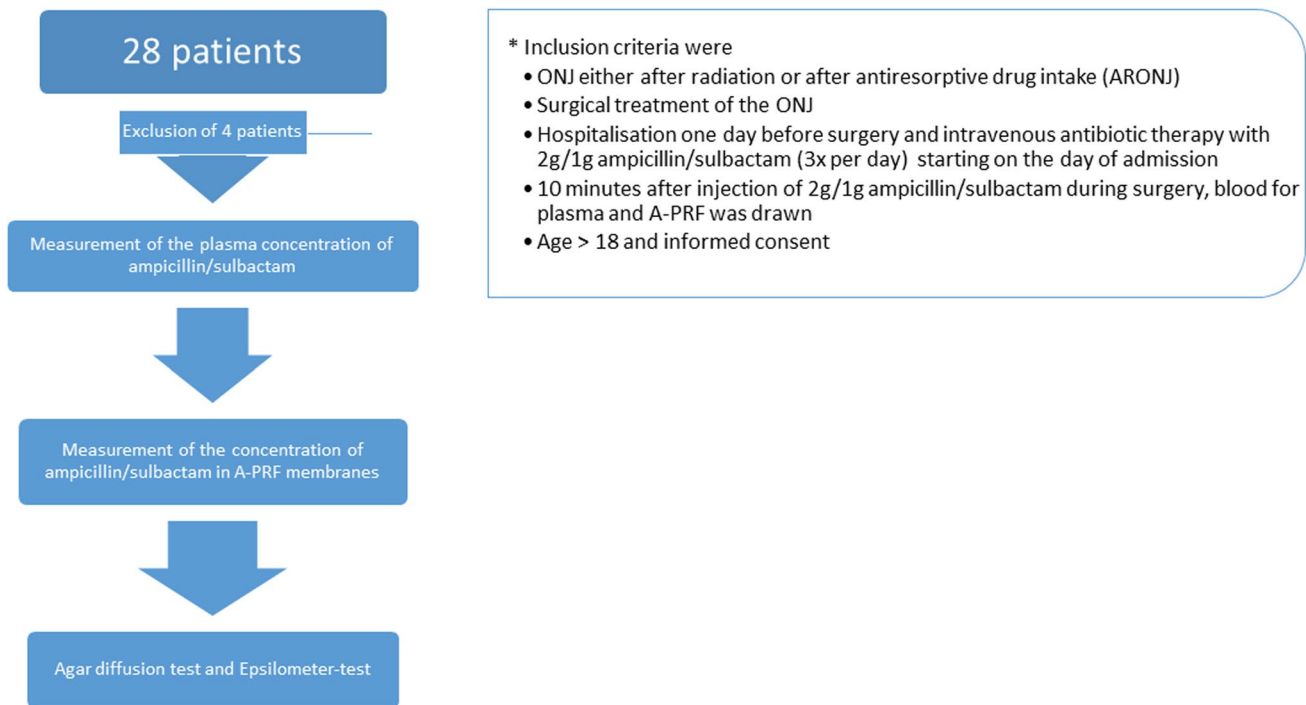 28 patients
Exclusion of 4 patients
Measurement of the plasma concentration of
ampicillin/sulbactam
Measurement of the concentration of
ampicillin/sulbactam in A-PRF membranes
Agar diffusion test and Epsilometer-test
* Inclusion criteria were
• ONJ either after radiation or after antiresorptive drug intake (ARONJ)
• Surgical treatment of the ONJ
• Hospitalisation one day before surgery and intravenous antibiotic therapy with
2g/1g ampicillin/sulbactam (3x per day) starting on the day of admission
• 10 minutes after injection of 2g/1g ampicillin/sulbactam during surgery, blood for
plasma and A-PRF was drawn
• Age > 18 and informed consent